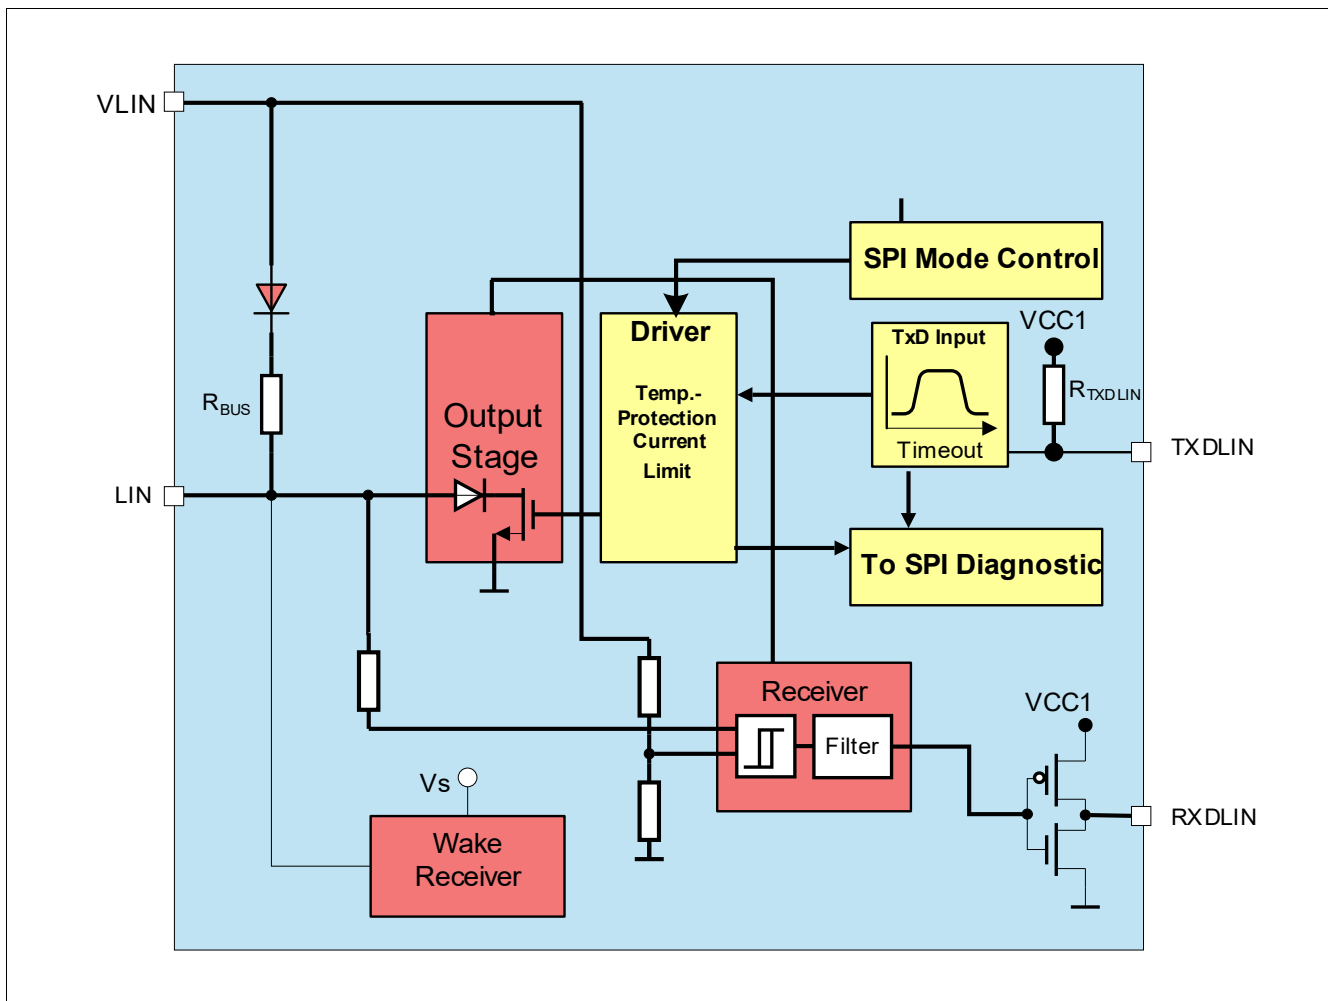 VLIN
SPI Mode Control
VCC1
Driver
TxD Input
Temp.-
Protection
Current
Limit
RTXDLIN
RBUS
Output
Stage
Timeout
TXDLIN
LIN
To SPI Diagnostic
Receiver
VCC1
Filter
Vs
RXDLIN
Wake
Receiver